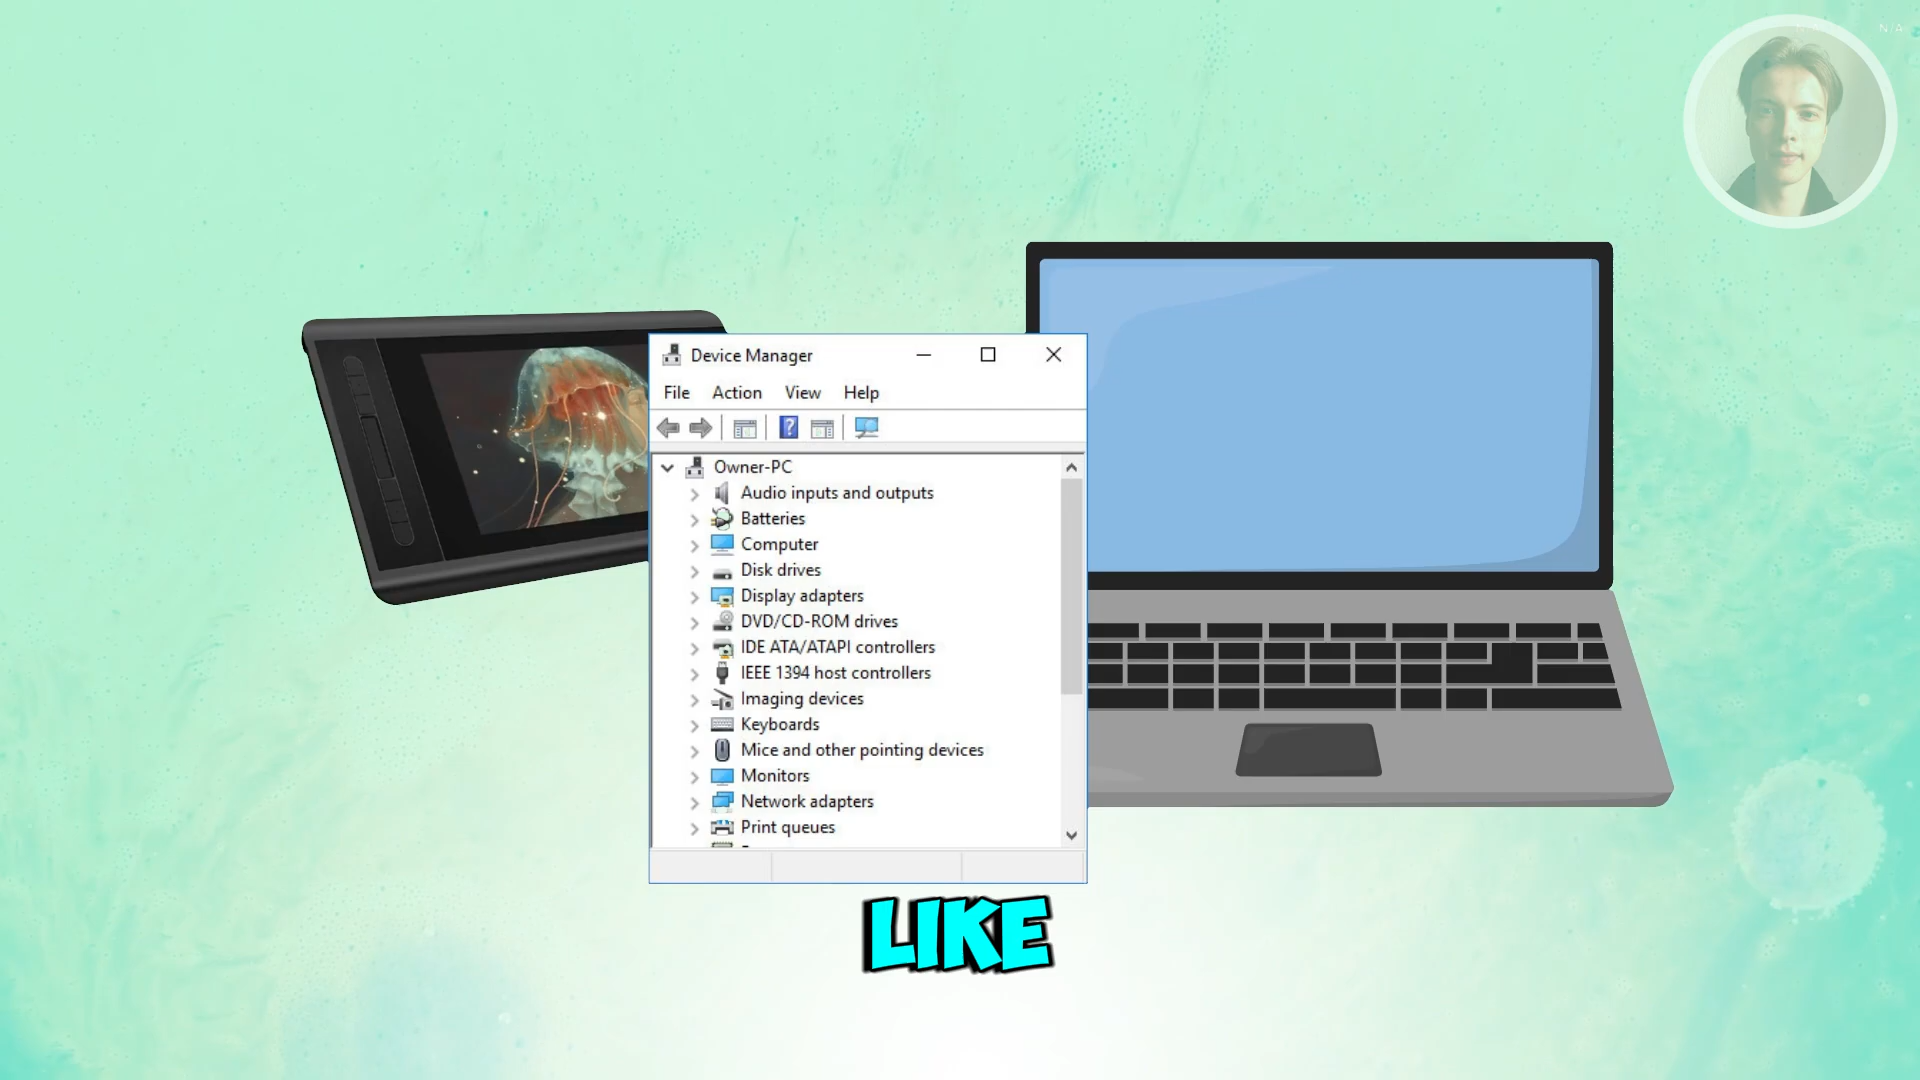 N/A
Device Manager
File Action View Help
Owner-PC
Audio inputs and outputs
Batteries
Computer
Disk drives
Display adapters
DVD/CD-ROM drives
IDE ATA/ATAPI controllers
IEEE 1394 host controllers
Imaging devices
Keyboards
Mice and other pointing devices
Monitors
Network adapters
Print queues
LIKE